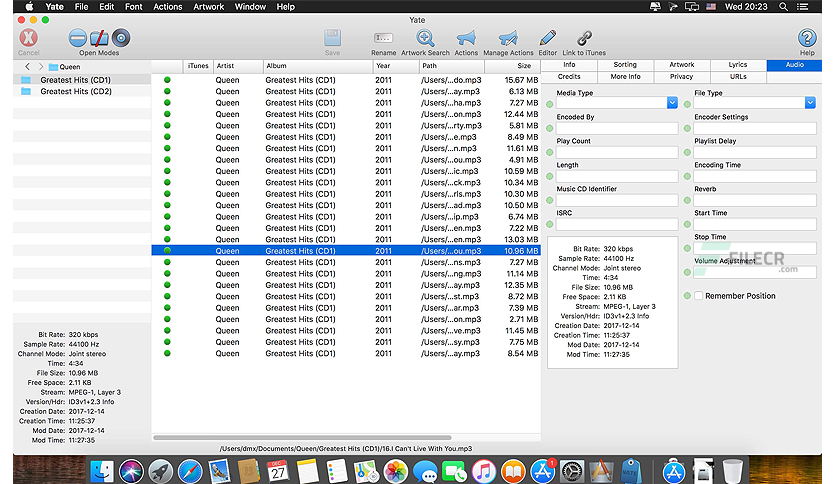 Yate File Edit Font Actions Artwork Window Help Wed 20:23
Yate
Cancel Open Modes Save Rename Artwork Search Actions Manage Actions Editor Link to iTunes Help
Queen
Greatest Hits (CD1)
Greatest Hits (CD2)
iTunes Artist Album Year Path Size
Queen Greatest Hits (CD1) 2011 /Users/...do.mp3 15.67 MB
Queen Greatest Hits (CD1) 2011 /Users/...ay.mp3 6.13 MB
Queen Greatest Hits (CD1) 2011 /Users/...ha.mp3 7.27 MB
Queen Greatest Hits (CD1) 2011 /Users/...on.mp3 12.44 MB
Queen Greatest Hits (CD1) 2011 /Users/...rty.mp3 5.81 MB
Queen Greatest Hits (CD1) 2011 /Users/...e.mp3 8.49 MB
Queen Greatest Hits (CD1) 2011 /Users/...n.mp3 11.61 MB
Queen Greatest Hits (CD1) 2011 /Users/...ou.mp3 4.91 MB
Queen Greatest Hits (CD1) 2011 /Users/...ic.mp3 10.59 MB
Queen Greatest Hits (CD1) 2011 /Users/...ck.mp3 10.34 MB
Queen Greatest Hits (CD1) 2011 /Users/...rls.mp3 10.30 MB
Queen Greatest Hits (CD1) 2011 /Users/...ad.mp3 10.50 MB
Queen Greatest Hits (CD1) 2011 /Users/...ip.mp3 6.74 MB
Queen Greatest Hits (CD1) 2011 /Users/...en.mp3 7.22 MB
Queen Greatest Hits (CD1) 2011 /Users/...en.mp3 13.03 MB
Queen Greatest Hits (CD1) 2011 /Users/...ou.mp3 10.96 MB
Queen Greatest Hits (CD1) 2011 /Users/...ns.mp3 7.27 MB
Queen Greatest Hits (CD1) 2011 /Users/...ng.mp3 11.14 MB
Queen Greatest Hits (CD1) 2011 /Users/...ay.mp3 12.35 MB
Queen Greatest Hits (CD1) 2011 /Users/...st.mp3 8.72 MB
Queen Greatest Hits (CD1) 2011 /Users/...ar.mp3 7.39 MB
Queen Greatest Hits (CD1) 2011 /Users/...on.mp3 2.71 MB
Queen Greatest Hits (CD1) 2011 /Users/...ve.mp3 11.45 MB
Queen Greatest Hits (CD1) 2011 /Users/...ay.mp3 7.75 MB
Queen Greatest Hits (CD1) 2011 /Users/...ay.mp3 8.54 MB
Bit Rate: 320 kbps
Sample Rate: 44100 Hz
Channel Mode: Joint stereo
Time: 4:34
File Size: 10.96 MB
Free Space: 2.11 KB
Stream: MPEG-1, Layer 3
Version/Hdr: ID3v1+2.3 Info
Creation Date: 2017-12-14
Creation Time: 11:25:37
Mod Date: 2017-12-14
Mod Time: 11:27:35
Info Sorting Artwork Lyrics Audio
Credits More Info Privacy URLs
Media Type File Type
Encoded By Encoder Settings
Play Count Playlist Delay
Length Encoding Time
Music CD Identifier Reverb
ISRC Start Time
Stop Time
Volume Adjustment
Remember Position
FILECR
.com
Bit Rate: 320 kbps
Sample Rate: 44100 Hz
Channel Mode: Joint stereo
Time: 4:34
File Size: 10.96 MB
Free Space: 2.11 KB
Stream: MPEG-1, Layer 3
Version/Hdr: ID3v1+2.3 Info
Creation Date: 2017-12-14
Creation Time: 11:25:37
Mod Date: 2017-12-14
Mod Time: 11:27:35
/Users/dmx/Documents/Queen/Greatest Hits (CD1)/16.I Can't Live With You.mp3
DEC
27
1